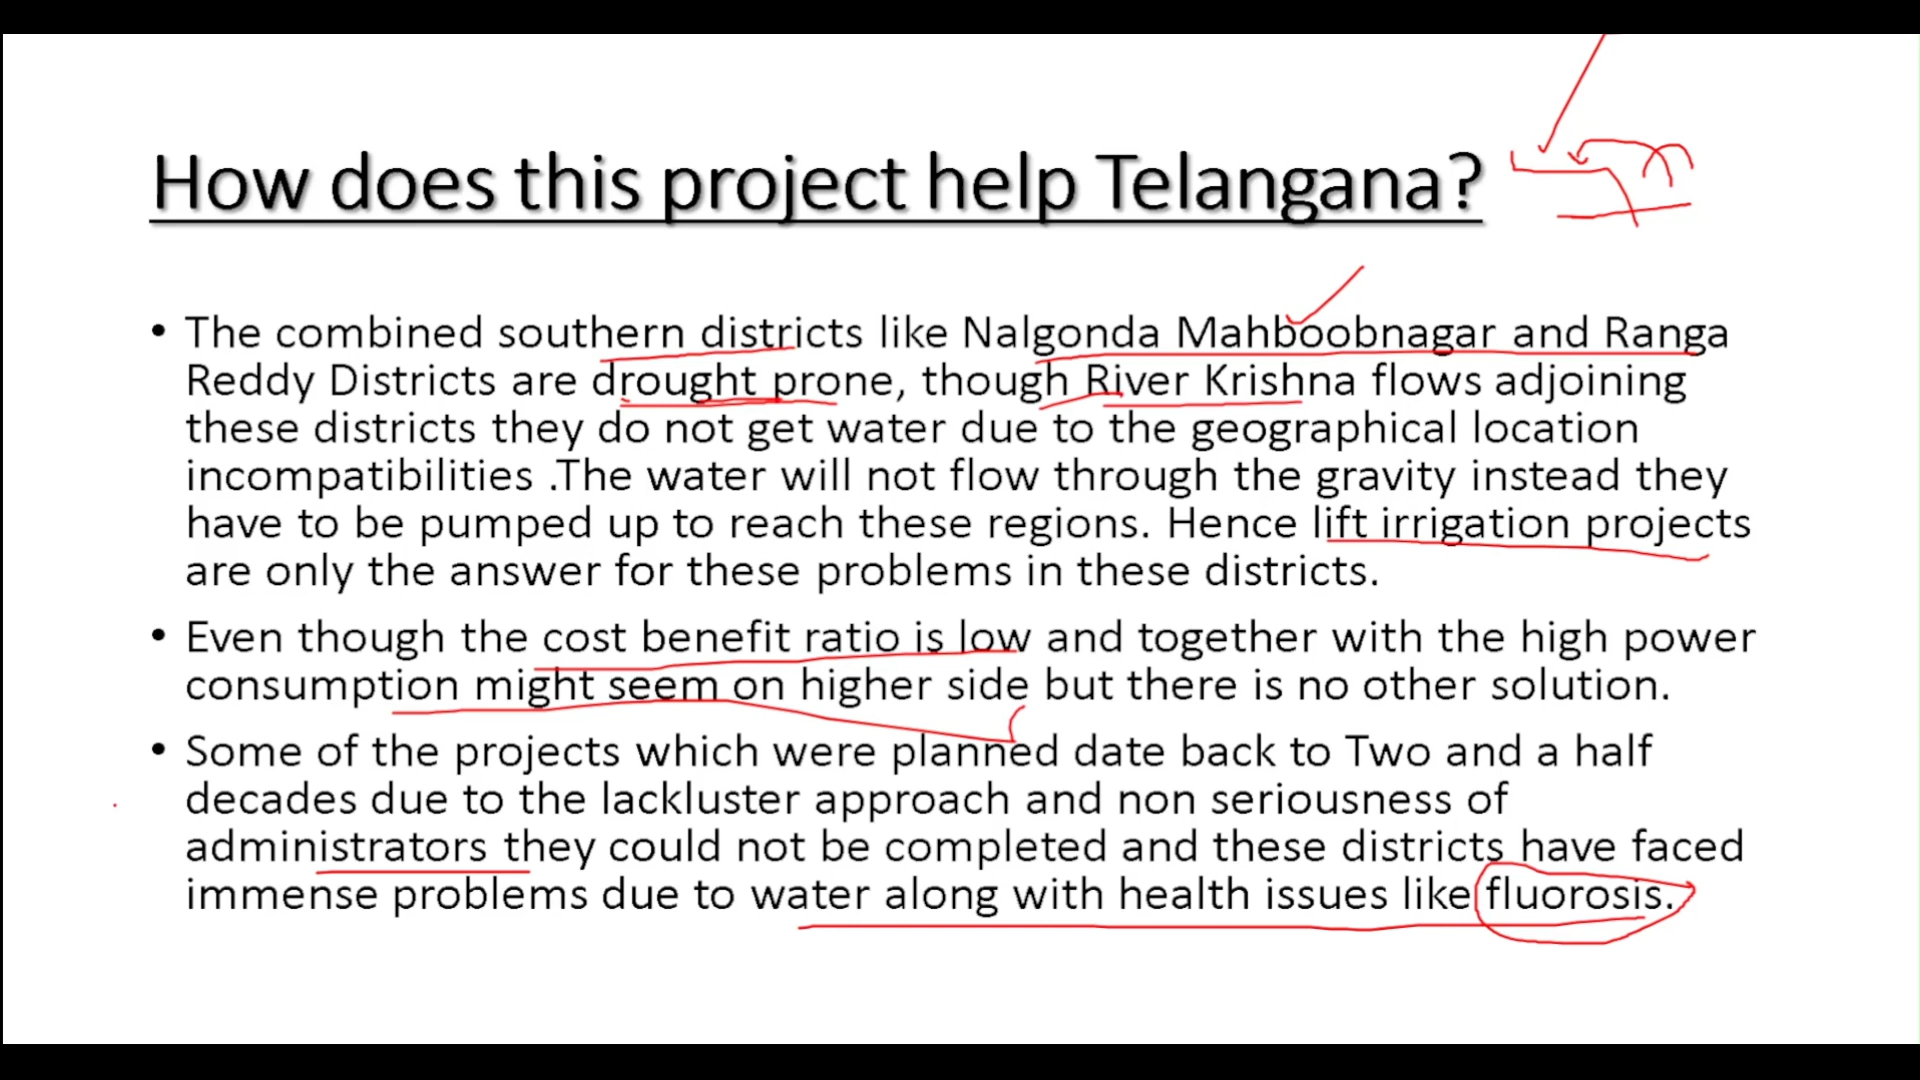 How does this project help Telangana?
• The combined southern districts like Nalgonda Mahboobnagar and Ranga
Reddy Districts are drought prone, though River Krishna flows adjoining
these districts they do not get water due to the geographical location
incompatibilities .The water will not flow through the gravity instead they
have to be pumped up to reach these regions. Hence lift irrigation projects
are only the answer for these problems in these districts.
• Even though the cost benefit ratio is low and together with the high power
consumption might seem on higher side but there is no other solution.
• Some of the projects which were planned date back to Two and a half
decades due to the lackluster approach and non seriousness of
administrators they could not be completed and these districts have faced
immense problems due to water along with health issues like fluorosis.